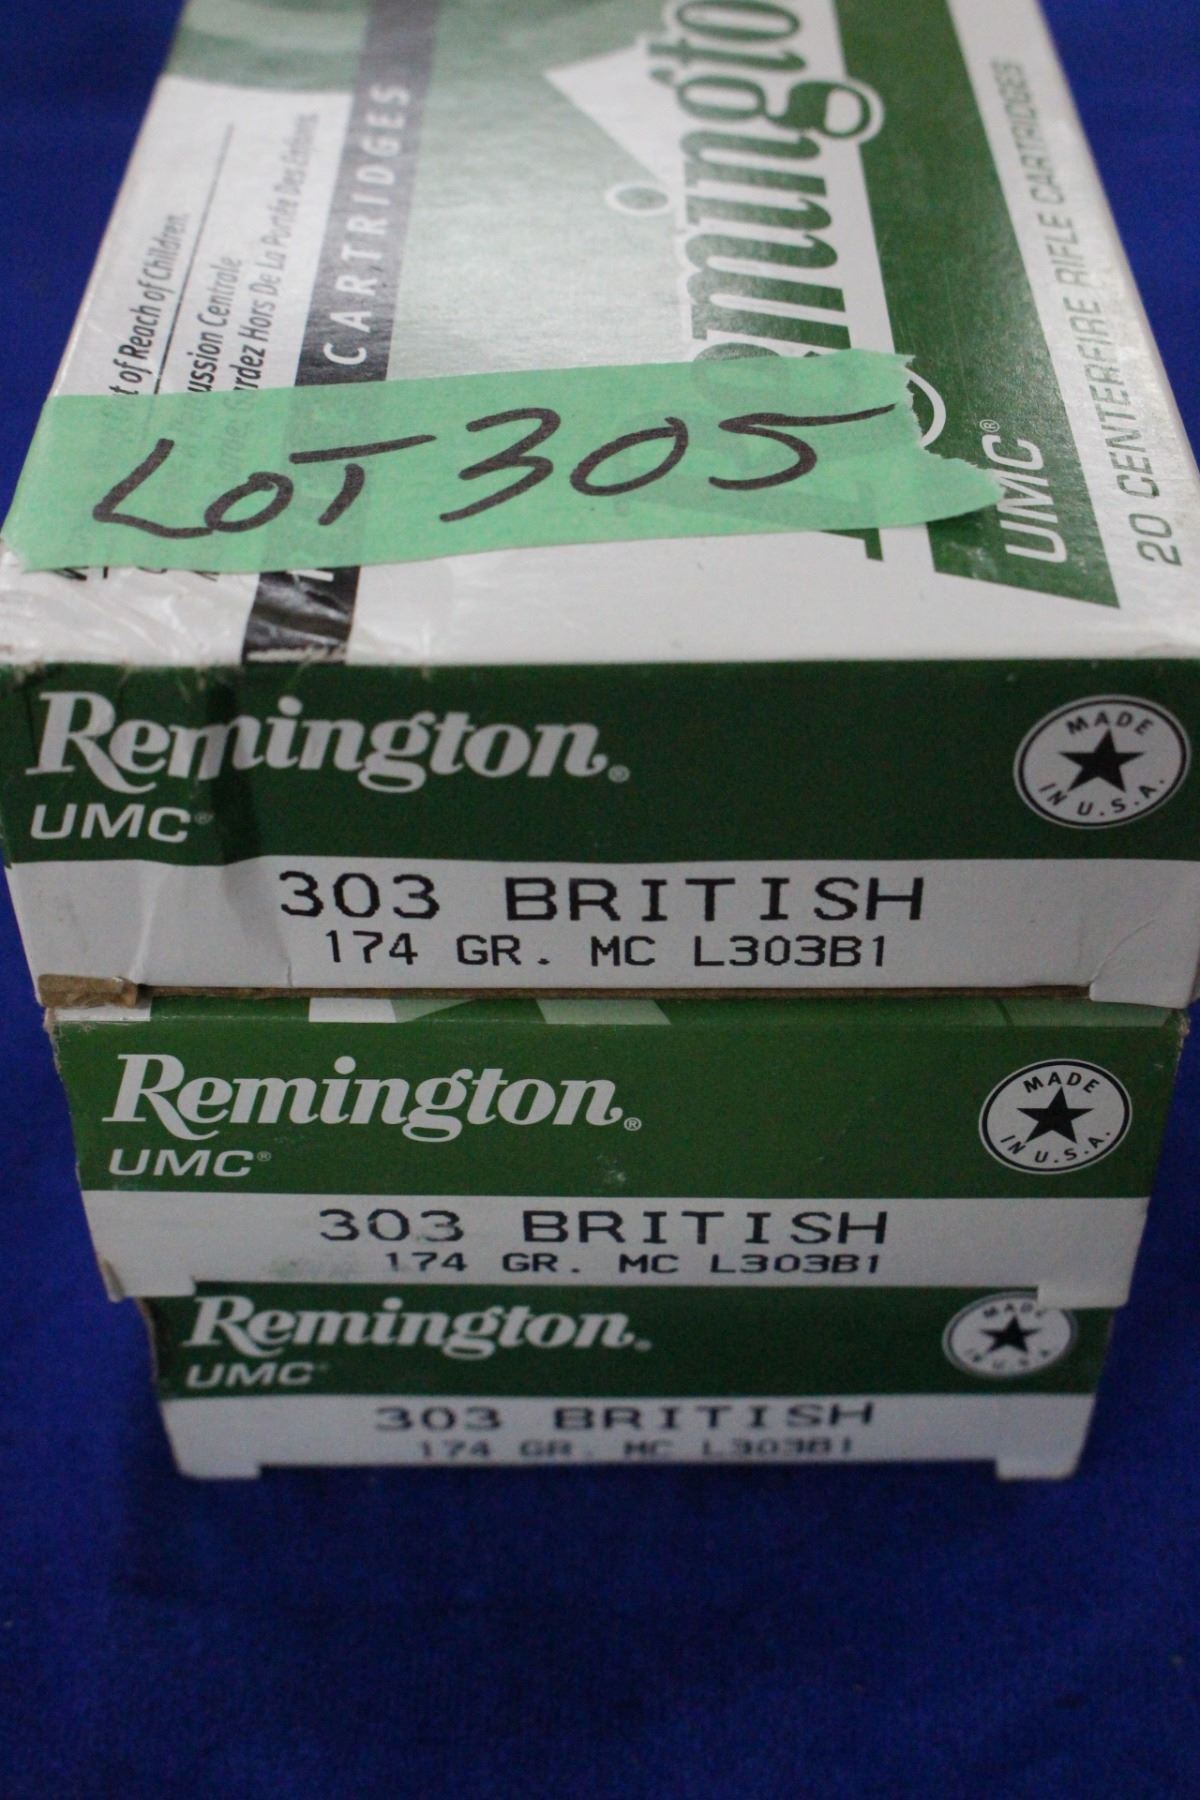 t of Reach of Children.
ussion Centrale
rdez Hors De La Portée Des Enfants.
CARTRIDGES
Remington
UMC®
20 CENTERFIRE RIFLE CARTRIDGES
LOT 305
Remington®
UMC®
MADE IN U.S.A.
303 BRITISH
174 GR. MC L303B1
Remington®
UMC®
MADE IN U.S.A.
303 BRITISH
174 GR. MC L303B1
Remington®
UMC®
MADE IN U.S.A.
303 BRITISH
174 GR. MC L303B1